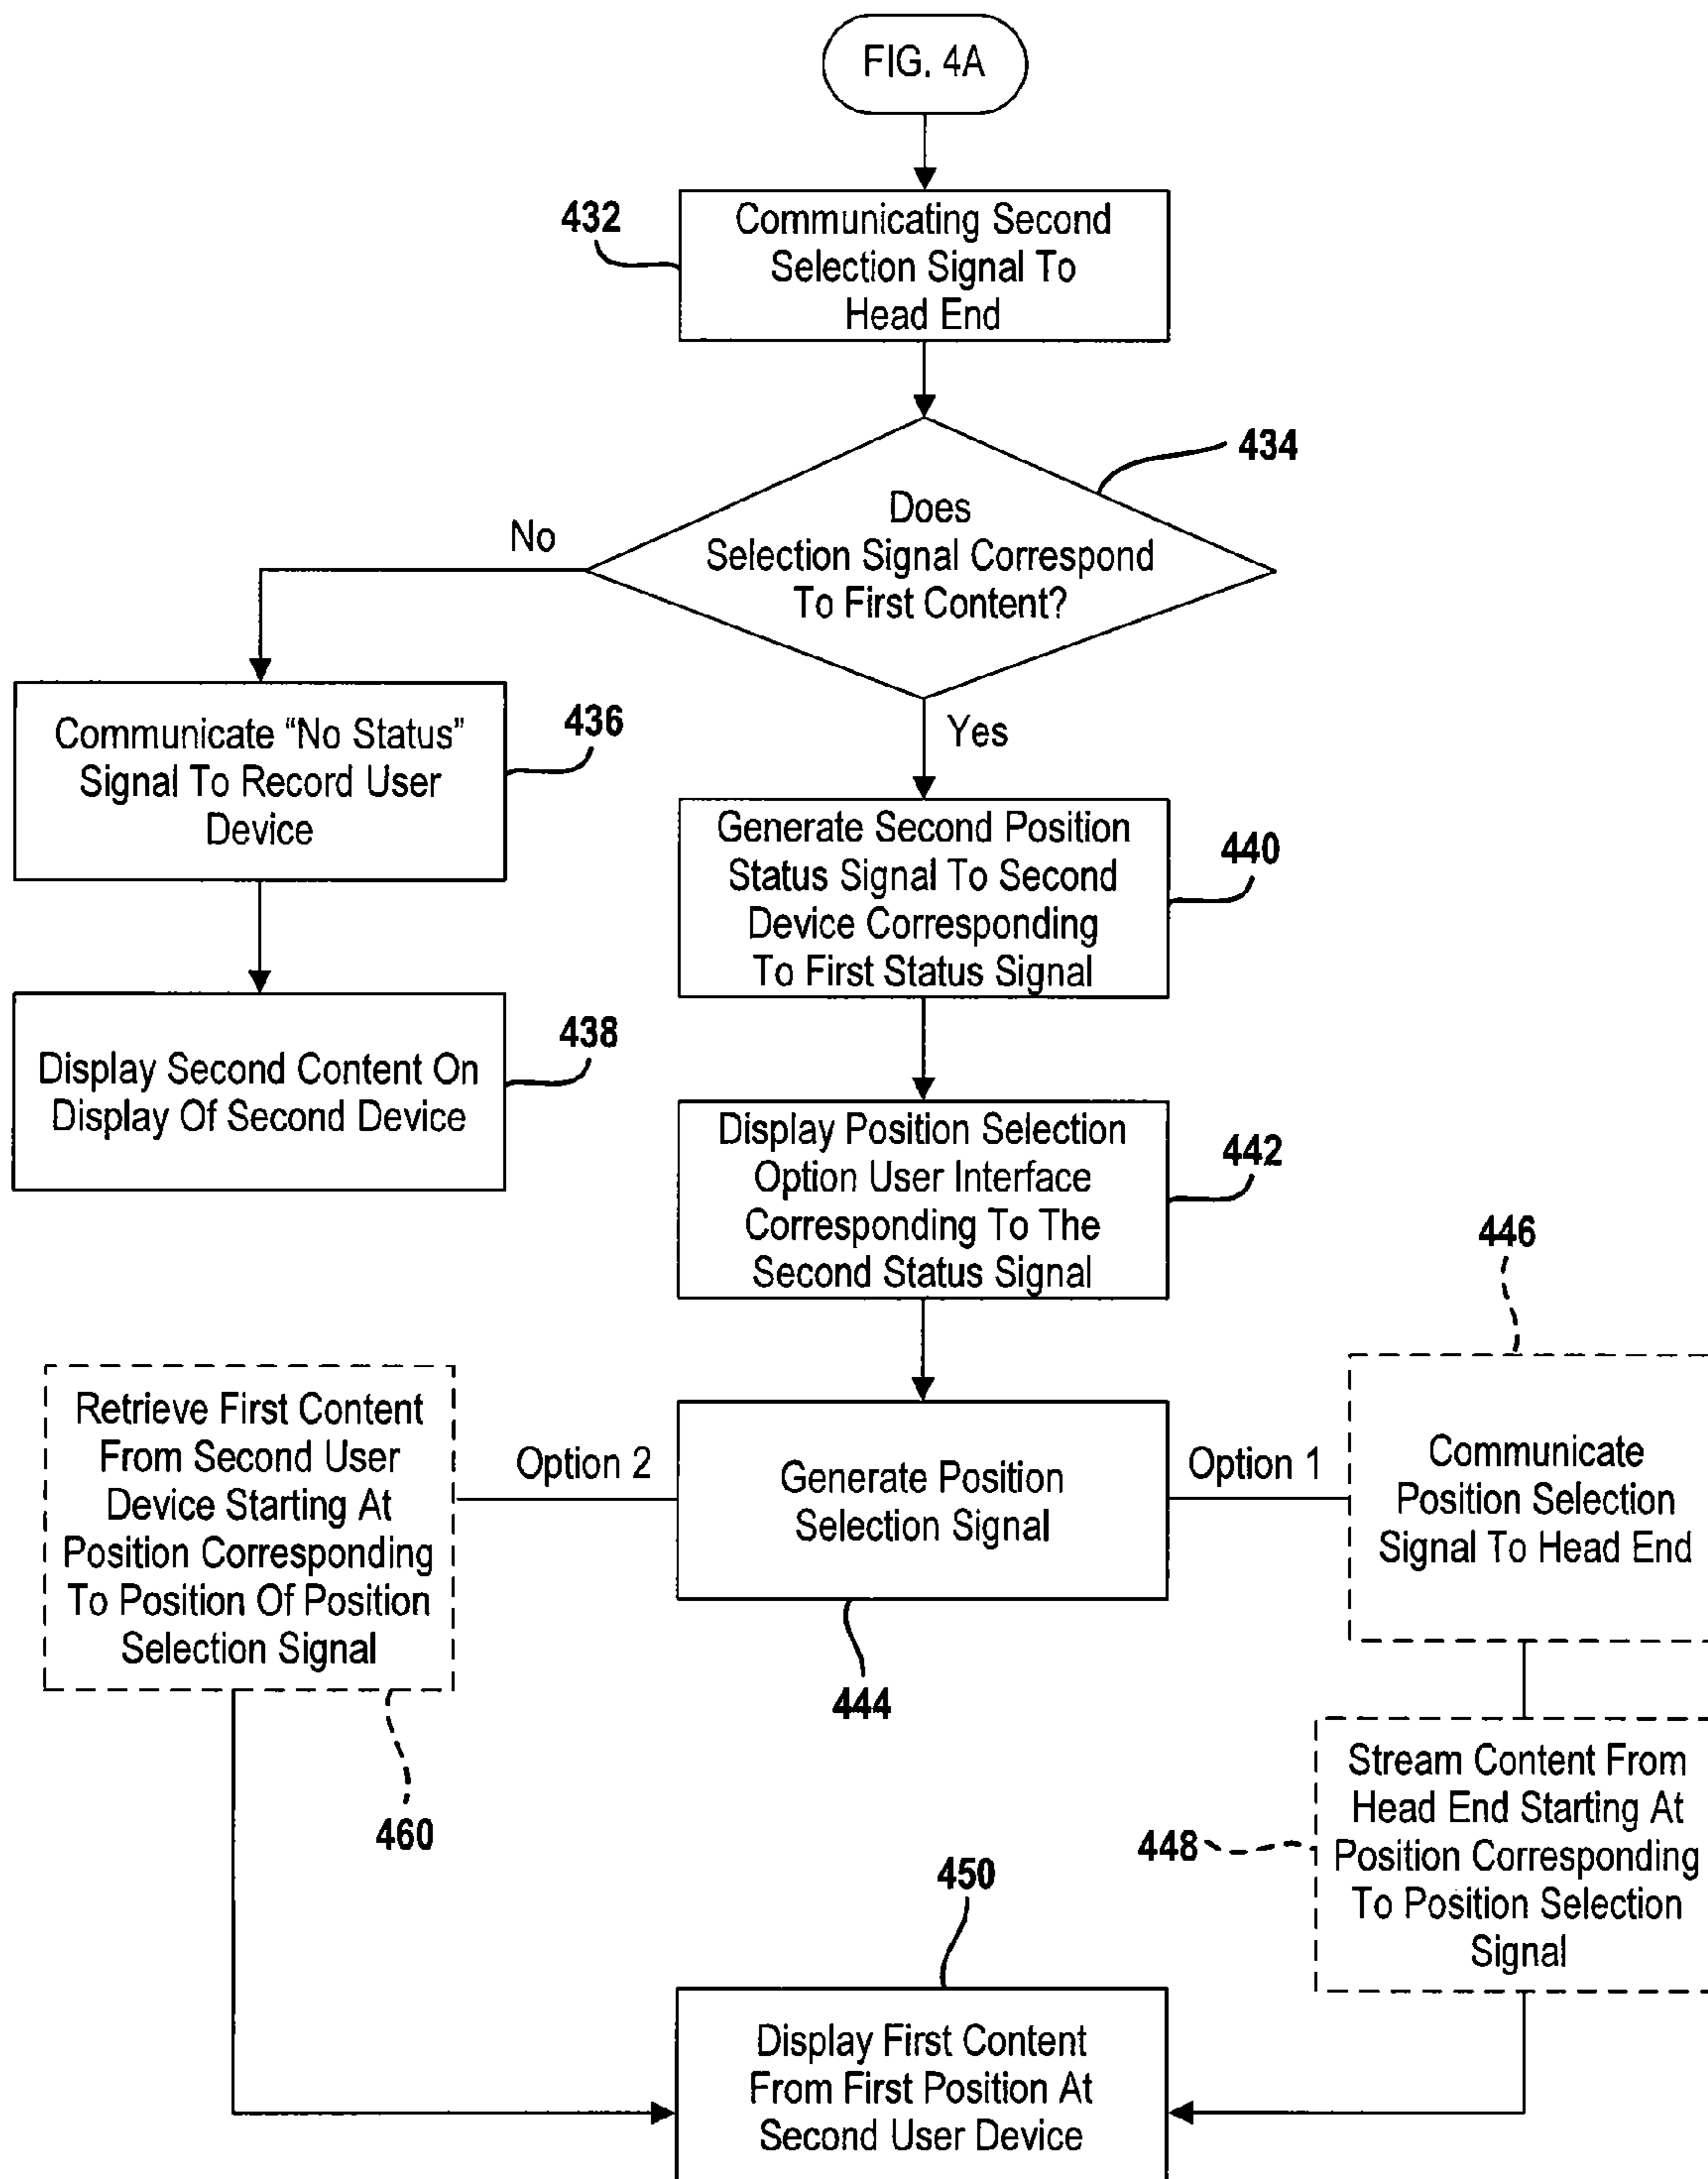 FIG. 4A
432
Communicating Second
Selection Signal To
Head End
434
Does
Selection Signal Correspond
To First Content?
No
Yes
Communicate “No Status”
Signal To Record User
Device
436
Generate Second Position
Status Signal To Second
Device Corresponding
To First Status Signal
440
Display Second Content On
Display Of Second Device
438
Display Position Selection
Option User Interface
Corresponding To The
Second Status Signal
442
446
Retrieve First Content
From Second User
Device Starting At
Position Corresponding
To Position Of Position
Selection Signal
Option 2
Generate Position
Selection Signal
Option 1
Communicate
Position Selection
Signal To Head End
444
460
448
Stream Content From
Head End Starting At
Position Corresponding
To Position Selection
Signal
450
Display First Content
From First Position At
Second User Device